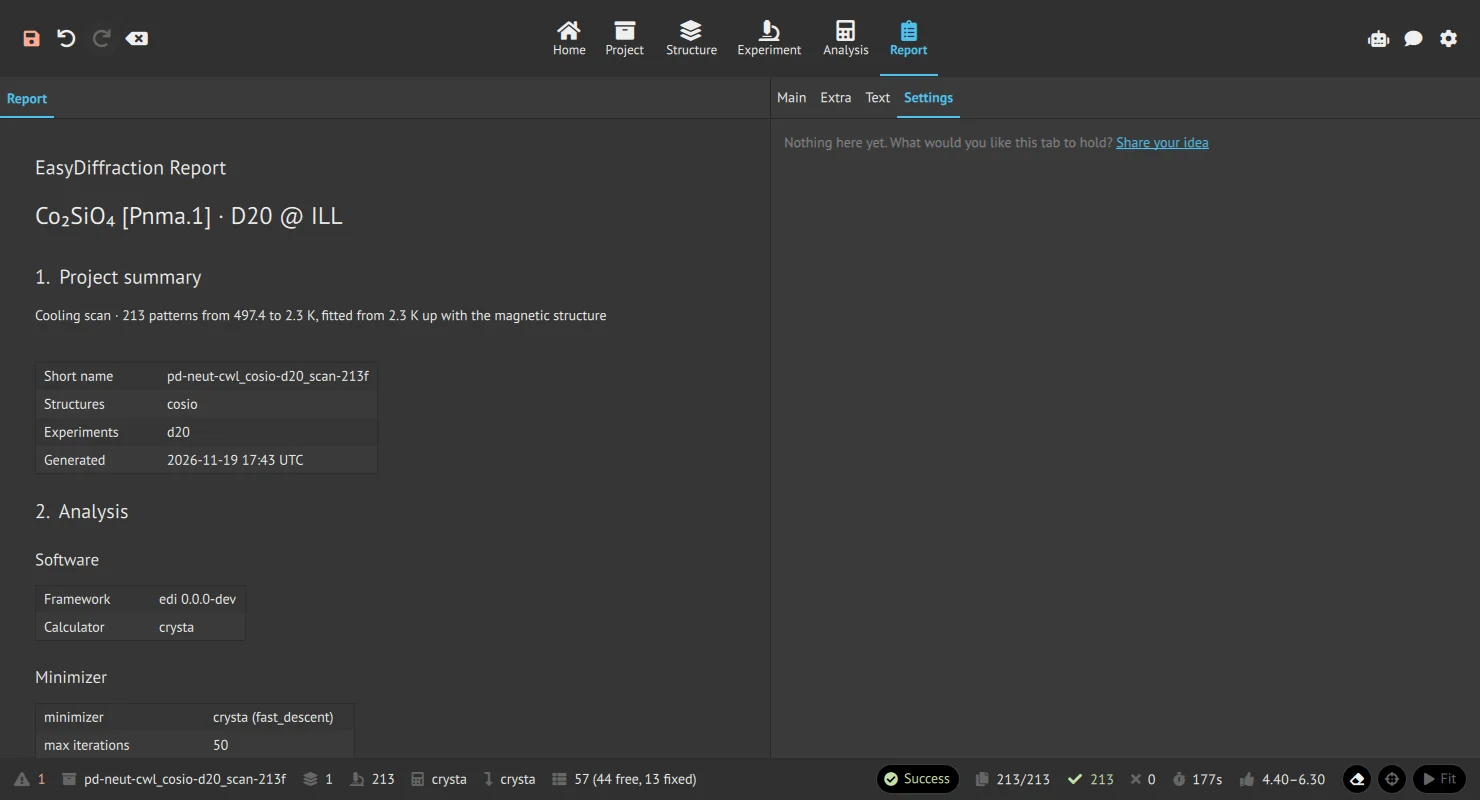 Home
Project
Structure
Experiment
Analysis
Report
Report
Main
Extra
Text
Settings
EasyDiffraction Report
Co₂SiO₄ [Pnma.1] · D20 @ ILL
1. Project summary
Cooling scan · 213 patterns from 497.4 to 2.3 K, fitted from 2.3 K up with the magnetic structure
Short name pd-neut-cwl_cosio-d20_scan-213f
Structures cosio
Experiments d20
Generated 2026-11-19 17:43 UTC
2. Analysis
Software
Framework edi 0.0.0-dev
Calculator crysta
Minimizer
minimizer crysta (fast_descent)
max iterations 50
Nothing here yet. What would you like this tab to hold? Share your idea
1 pd-neut-cwl_cosio-d20_scan-213f 1 213 crysta crysta 57 (44 free, 13 fixed) Success 213/213 213 0 177s 4.40–6.30 Fit